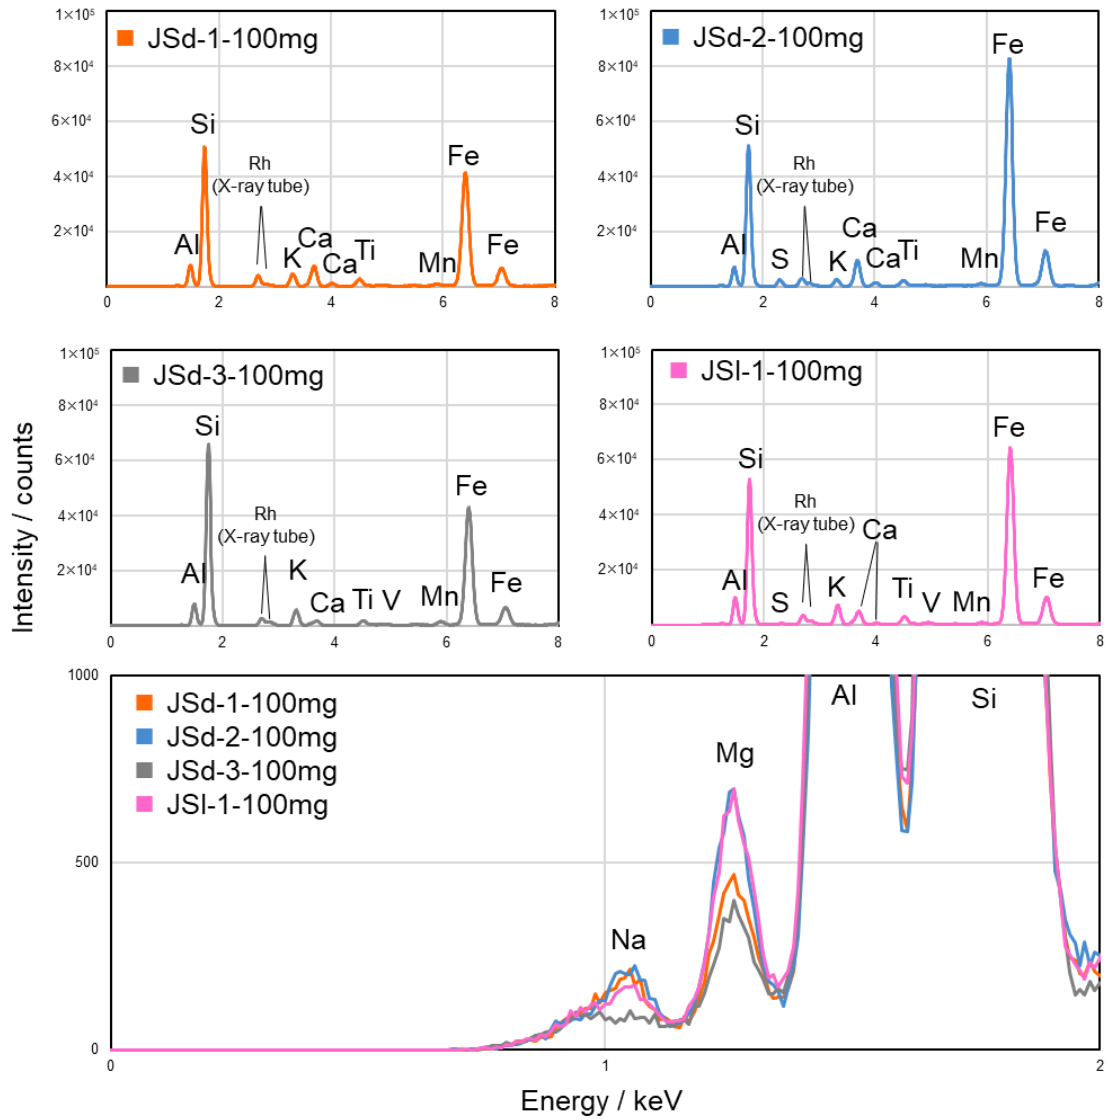 JSd-1-100mg
1×10⁵
8×10⁴
6×10⁴
4×10⁴
2×10⁴
Si
Rh
(X-ray tube)
Fe
Al
K
Ca
Ca
Ti
Mn
Fe
0 2 4 6 8
JSd-2-100mg
1×10⁵
8×10⁴
6×10⁴
4×10⁴
2×10⁴
Fe
Si
Rh
(X-ray tube)
Al
S
K
Ca
Ca
Ti
Mn
Fe
0 2 4 6 8
JSd-3-100mg
1×10⁵
8×10⁴
6×10⁴
4×10⁴
2×10⁴
Si
Rh
(X-ray tube)
Fe
Al
K
Ca
Ti
V
Mn
Fe
0 2 4 6 8
JSl-1-100mg
1×10⁵
8×10⁴
6×10⁴
4×10⁴
2×10⁴
Fe
Si
Rh
(X-ray tube)
Ca
Al
S
K
Ti
V
Mn
Fe
0 2 4 6 8
Intensity / counts
1000
500
0
JSd-1-100mg
JSd-2-100mg
JSd-3-100mg
JSl-1-100mg
Na
Mg
Al
Si
0 1 2
Energy / keV